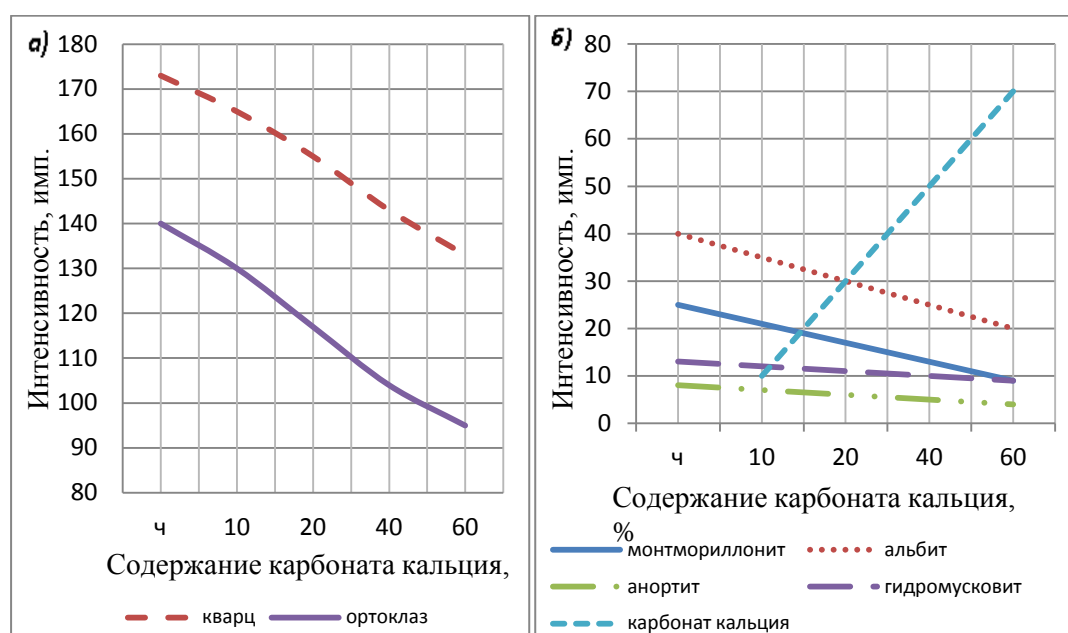 а)
180
170
160
150
140
130
120
110
100
90
80
Интенсивность, имп.
ч 10 20 40 60
Содержание карбоната кальция,
кварц ортоклаз
б)
80
70
60
50
40
30
20
10
0
Интенсивность, имп.
ч 10 20 40 60
Содержание карбоната кальция,
%
монтмориллонит альбит
анортит гидромусковит
карбонат кальция